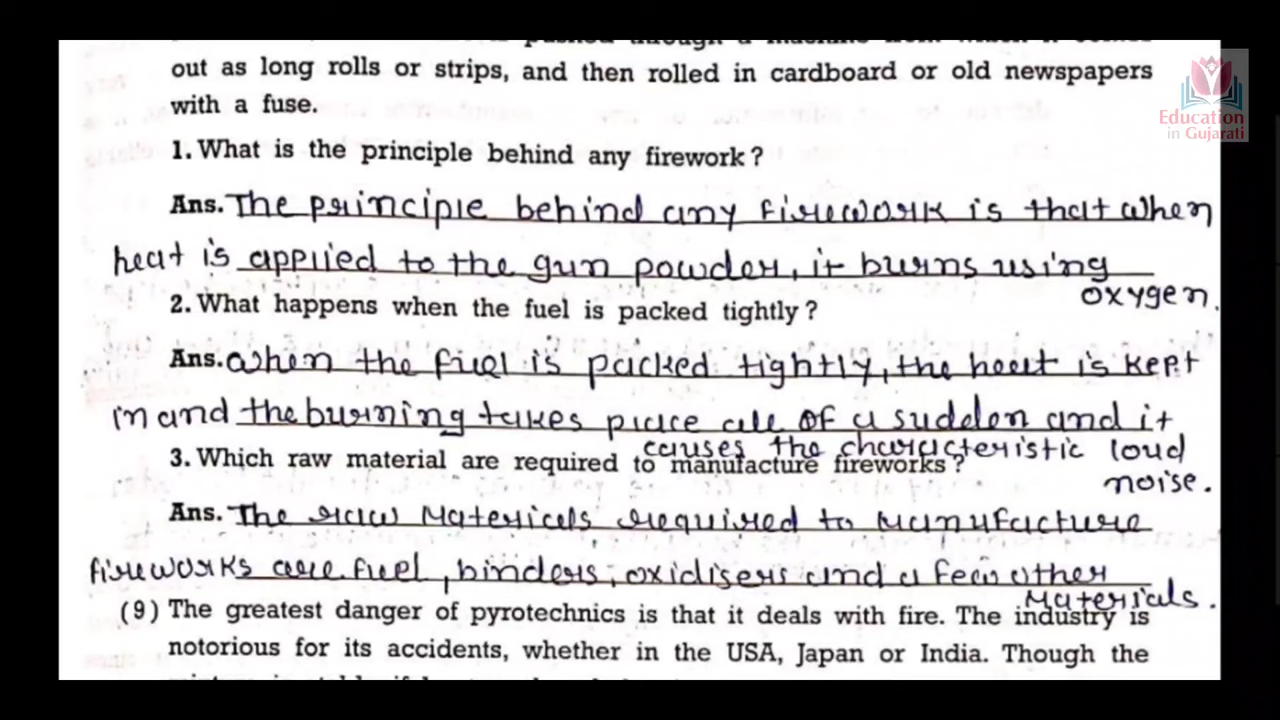 out as long rolls or strips, and then rolled in cardboard or old newspapers
with a fuse.
Education
in Gujarati
1. What is the principle behind any firework?
Ans. The principle behind any firework is that when
heat is applied to the gun powder, it burns using
oxygen.
2. What happens when the fuel is packed tightly?
Ans. when the fuel is packed tightly, the heat is kept
in and the burning takes place all of a sudden and it
causes the characteristic loud
noise.
3. Which raw material are required to manufacture fireworks?
Ans. The raw Materials required to Manufacture
fireworks are fuel, binders, oxidisers and a few other
Materials.
(9) The greatest danger of pyrotechnics is that it deals with fire. The industry is
notorious for its accidents, whether in the USA, Japan or India. Though the